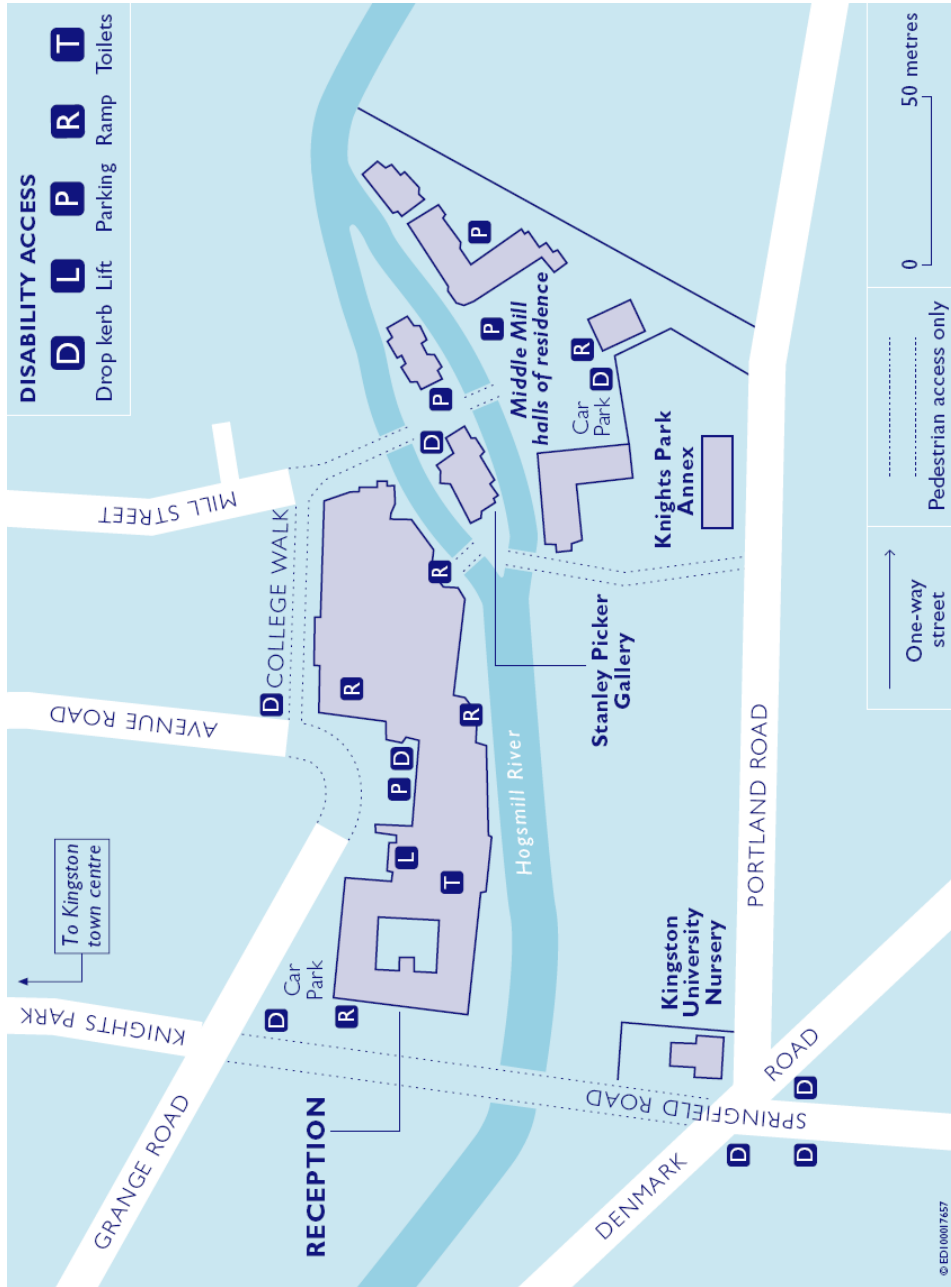 DISABILITY ACCESS
D L P R T
Drop kerb Lift Parking Ramp Toilets
To Kingston
town centre
KNIGHTS PARK
GRANGE ROAD
AVENUE ROAD
MILL STREET
D
D COLLEGE WALK
Car
Park
R
RECEPTION
L
T
P D
R
R
R
D
P
P
P
Hogsmill River
Middle Mill
halls of residence
Car
Park
D R
Stanley Picker
Gallery
Knights Park
Annex
Kingston
University
Nursery
PORTLAND ROAD
SPRINGFIELD ROAD
DENMARK
ROAD
D
D
D
One-way
street
Pedestrian access only
0 50 metres
©ED100017657